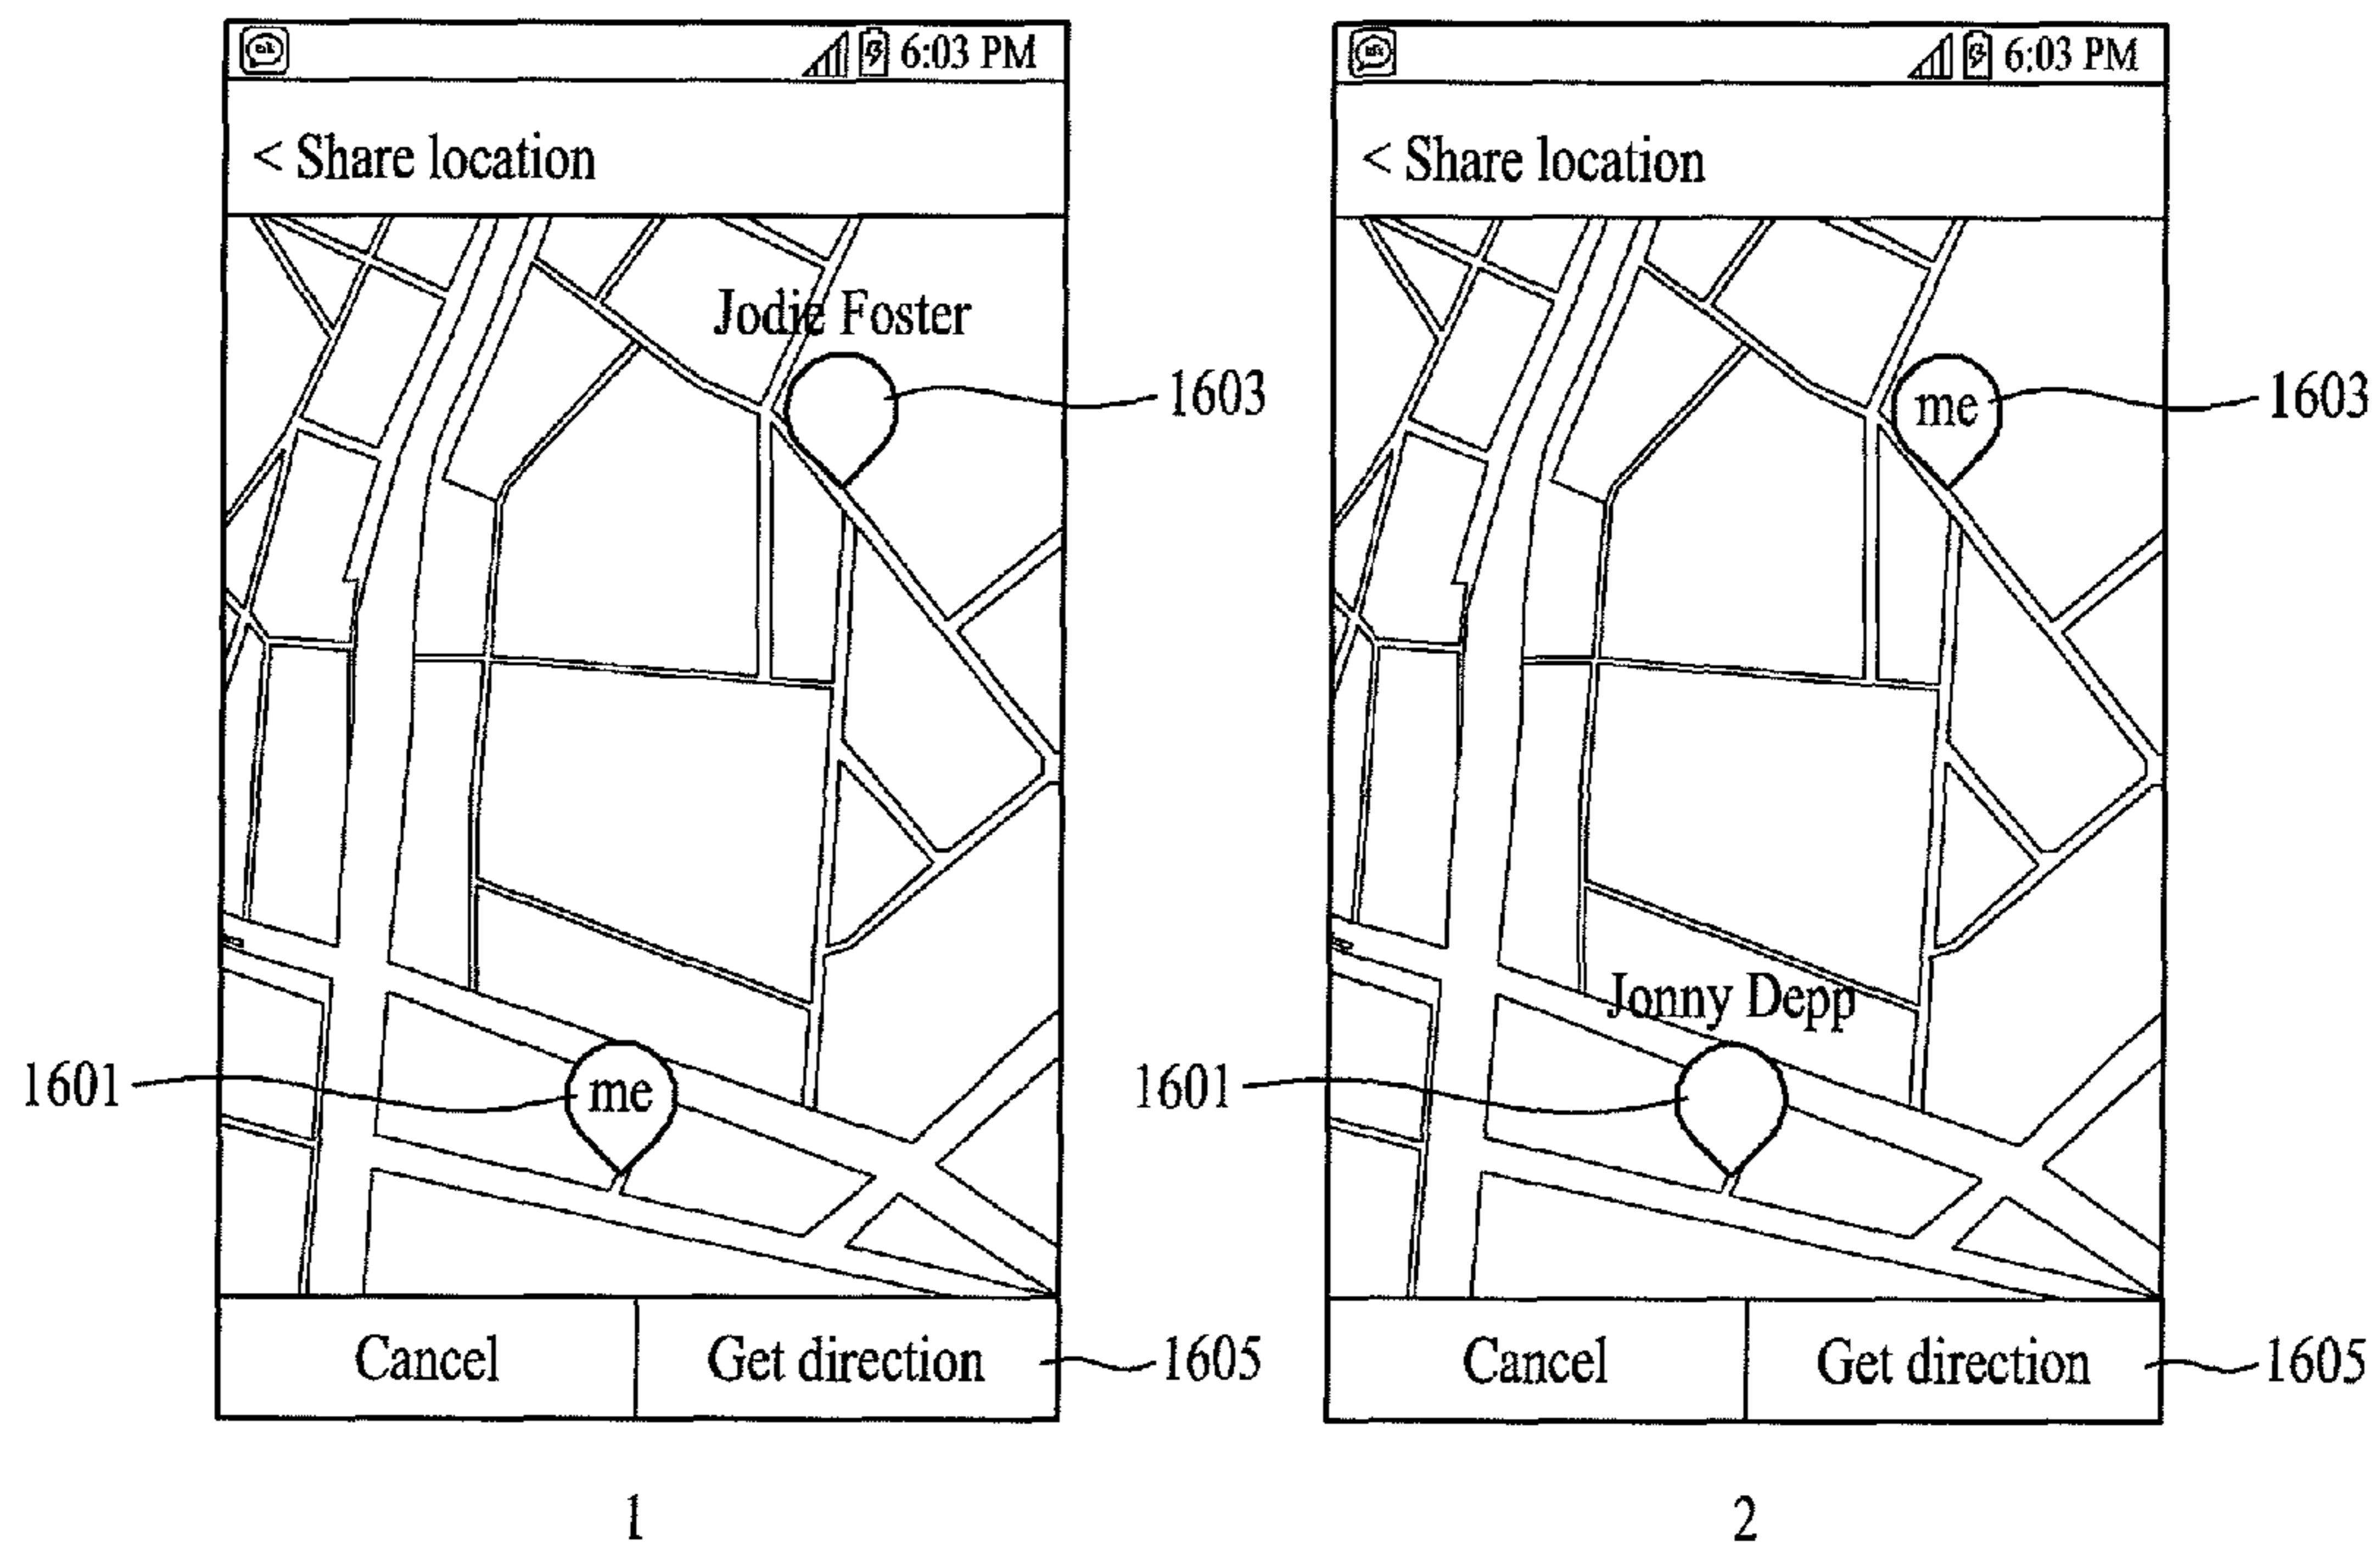 6:03 PM
< Share location
Jodie Foster
1603
1601
me
Cancel
Get direction
1605
1
6:03 PM
< Share location
me
1603
Jonny Depp
1601
Cancel
Get direction
1605
2